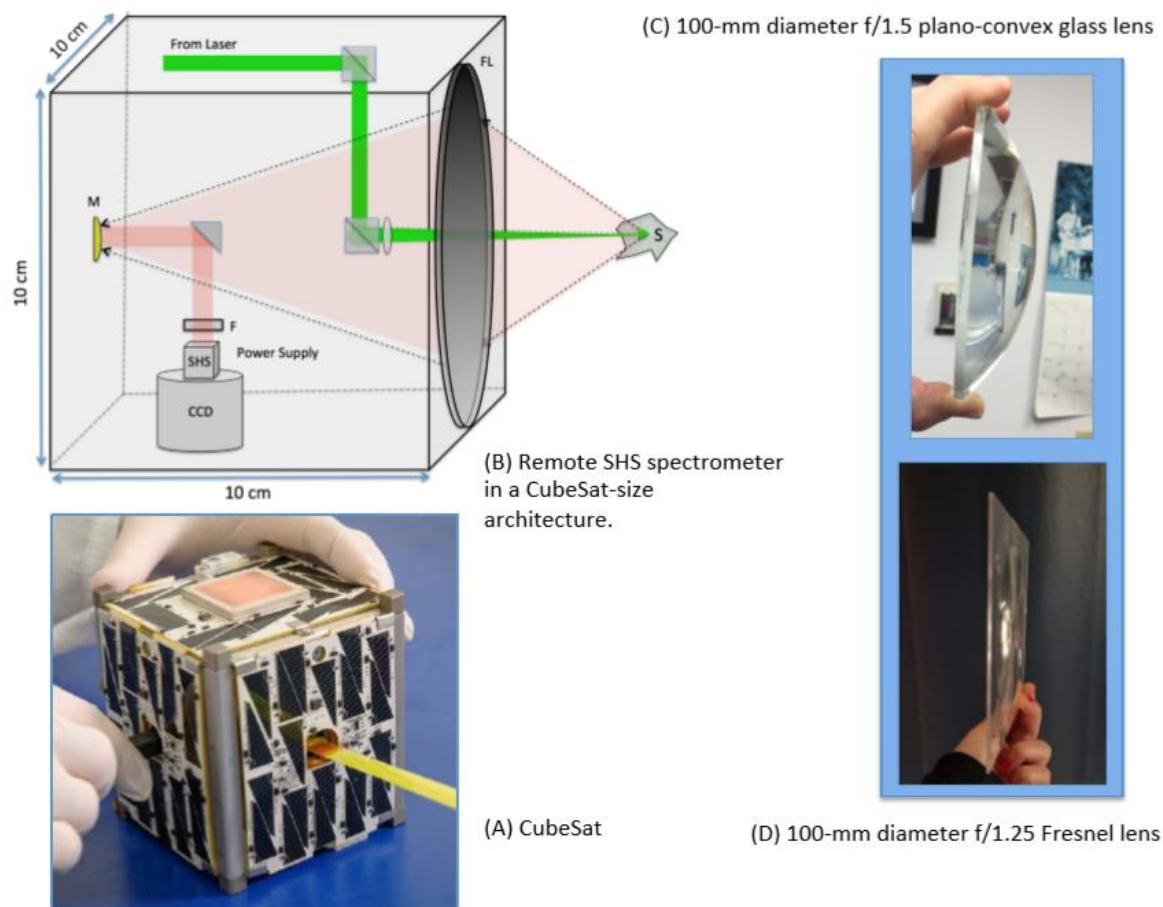 (C) 100-mm diameter f/1.5 plano-convex glass lens
10 cm
From Laser
FL
10 cm
M
S
F
SHS
Power Supply
CCD
10 cm
(B) Remote SHS spectrometer
in a CubeSat-size
architecture.
(A) CubeSat
(D) 100-mm diameter f/1.25 Fresnel lens